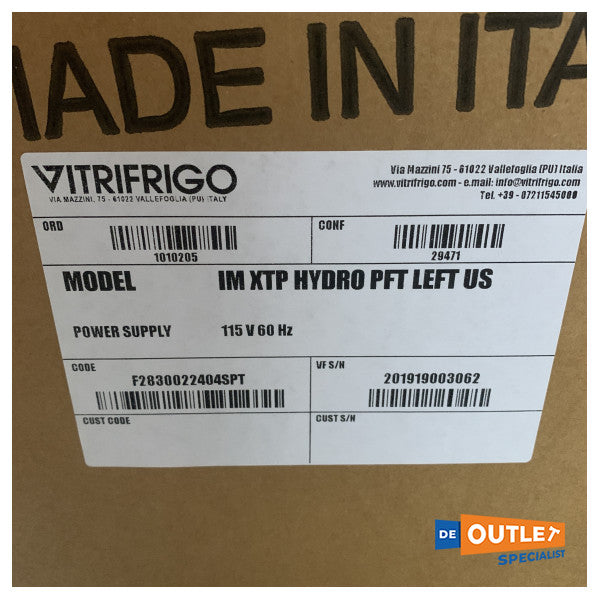 MADE IN ITA
VITRIFRIGO
VIA MAZZINI, 75 - 61022 VALLEFOGLIA (PU) ITALY
Via Mazzini 75 - 61022 Vallefoglia (PU) Italia
www.vitrifrigo.com - e.mail: info@vitrifrigo.com
Tel. +39 - 07211545000
ORD
1010205
CONF
29471
MODEL IM XTP HYDRO PFT LEFT US
POWER SUPPLY 115 V 60 Hz
CODE
F2830022404SPT
VF S/N
201919003062
CUST CODE
CUST S/N
DE OUTLET
SPECIALIST